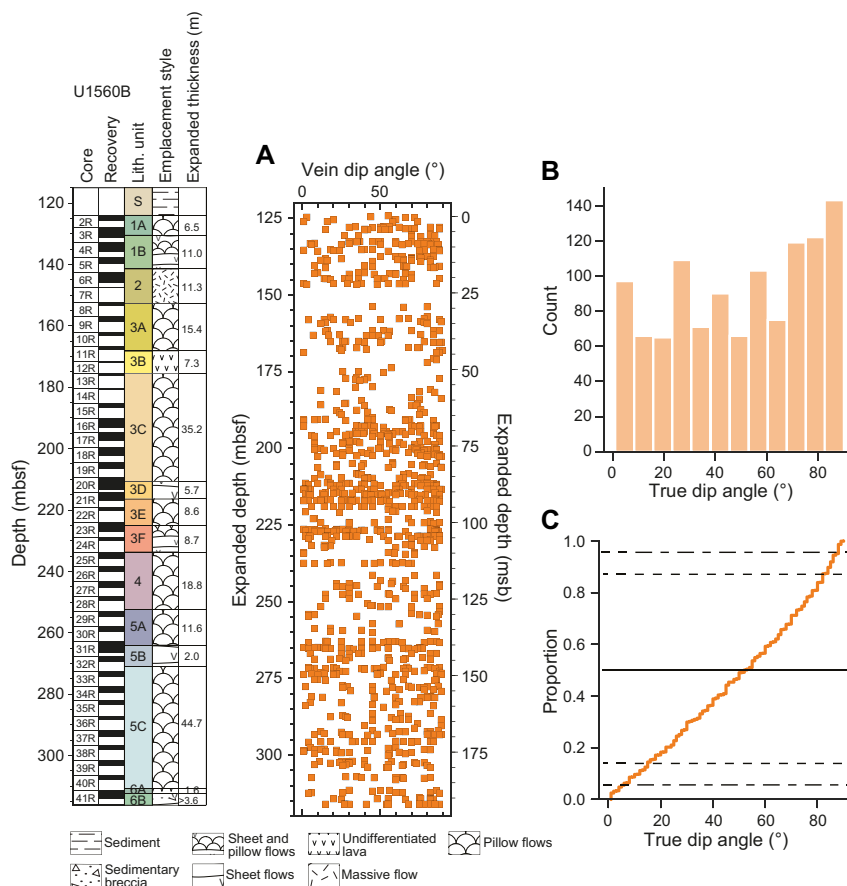 U1560B
Core
Recovery
Lith. unit
Emplacement style
Expanded thickness (m)
Depth (mbsf)
120
140
160
180
200
220
240
260
280
300
2R
3R
4R
5R
6R
7R
8R
9R
10R
11R
12R
13R
14R
15R
16R
17R
18R
19R
20R
21R
22R
23R
24R
25R
26R
27R
28R
29R
30R
31R
32R
33R
34R
35R
36R
37R
38R
39R
40R
41R
S
1A
1B
2
3A
3B
3C
3D
3E
3F
4
5A
5B
5C
6A
6B
6.5
11.0
11.3
15.4
7.3
35.2
5.7
8.6
8.7
18.8
11.6
2.0
44.7
1.6
>3.6
A
Vein dip angle (°)
0 50
Expanded depth (mbsf)
125
150
175
200
225
250
275
300
0
25
50
75
100
125
150
175
Expanded depth (msb)
B
Count
140
120
100
80
60
40
20
0
0 20 40 60 80
True dip angle (°)
C
Proportion
1.0
0.8
0.6
0.4
0.2
0.0
0 20 40 60 80
True dip angle (°)
Sediment
Sheet and
pillow flows
Undifferentiated
lava
Pillow flows
Sedimentary
breccia
Sheet flows
Massive flow